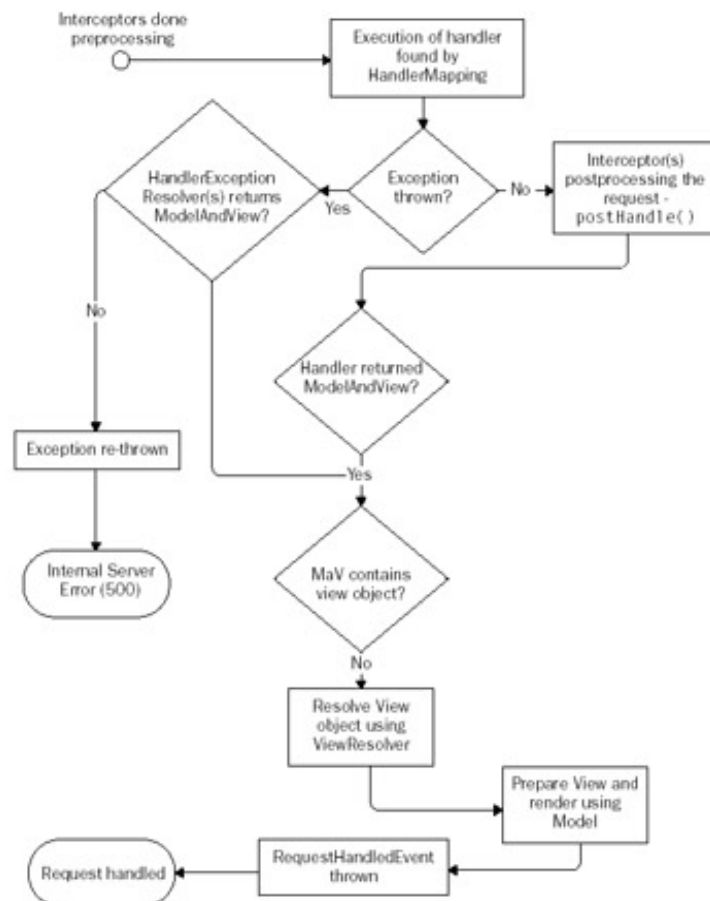 Interceptors done
preprocessing
Execution of handler
found by
HandlerMapping
HandlerException
Resolver(s) returns
ModelAndView?
Yes
Exception
thrown?
No
Interceptor(s)
postprocessing the
request -
postHandle()
No
Handler returned
ModelAndView?
Exception re-thrown
Yes
Internal Server
Error (500)
MaV contains
view object?
No
Resolve View
object using
ViewResolver
Prepare View and
render using
Model
RequestHandledEvent
thrown
Request handled